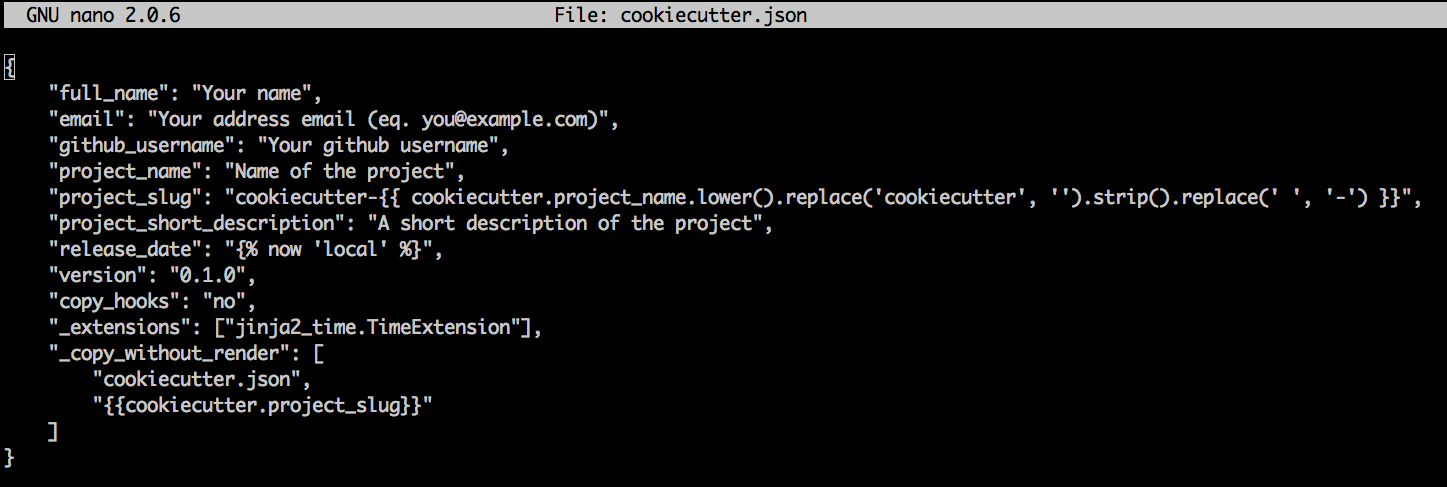 GNU nano 2.0.6 File: cookiecutter.json
{
    "full_name": "Your name",
    "email": "Your address email (eq. you@example.com)",
    "github_username": "Your github username",
    "project_name": "Name of the project",
    "project_slug": "cookiecutter-{{ cookiecutter.project_name.lower().replace('cookiecutter', '').strip().replace(' ', '-') }}",
    "project_short_description": "A short description of the project",
    "release_date": "{% now 'local' %}",
    "version": "0.1.0",
    "copy_hooks": "no",
    "_extensions": ["jinja2_time.TimeExtension"],
    "_copy_without_render": [
        "cookiecutter.json",
        "{{cookiecutter.project_slug}}"
    ]
}